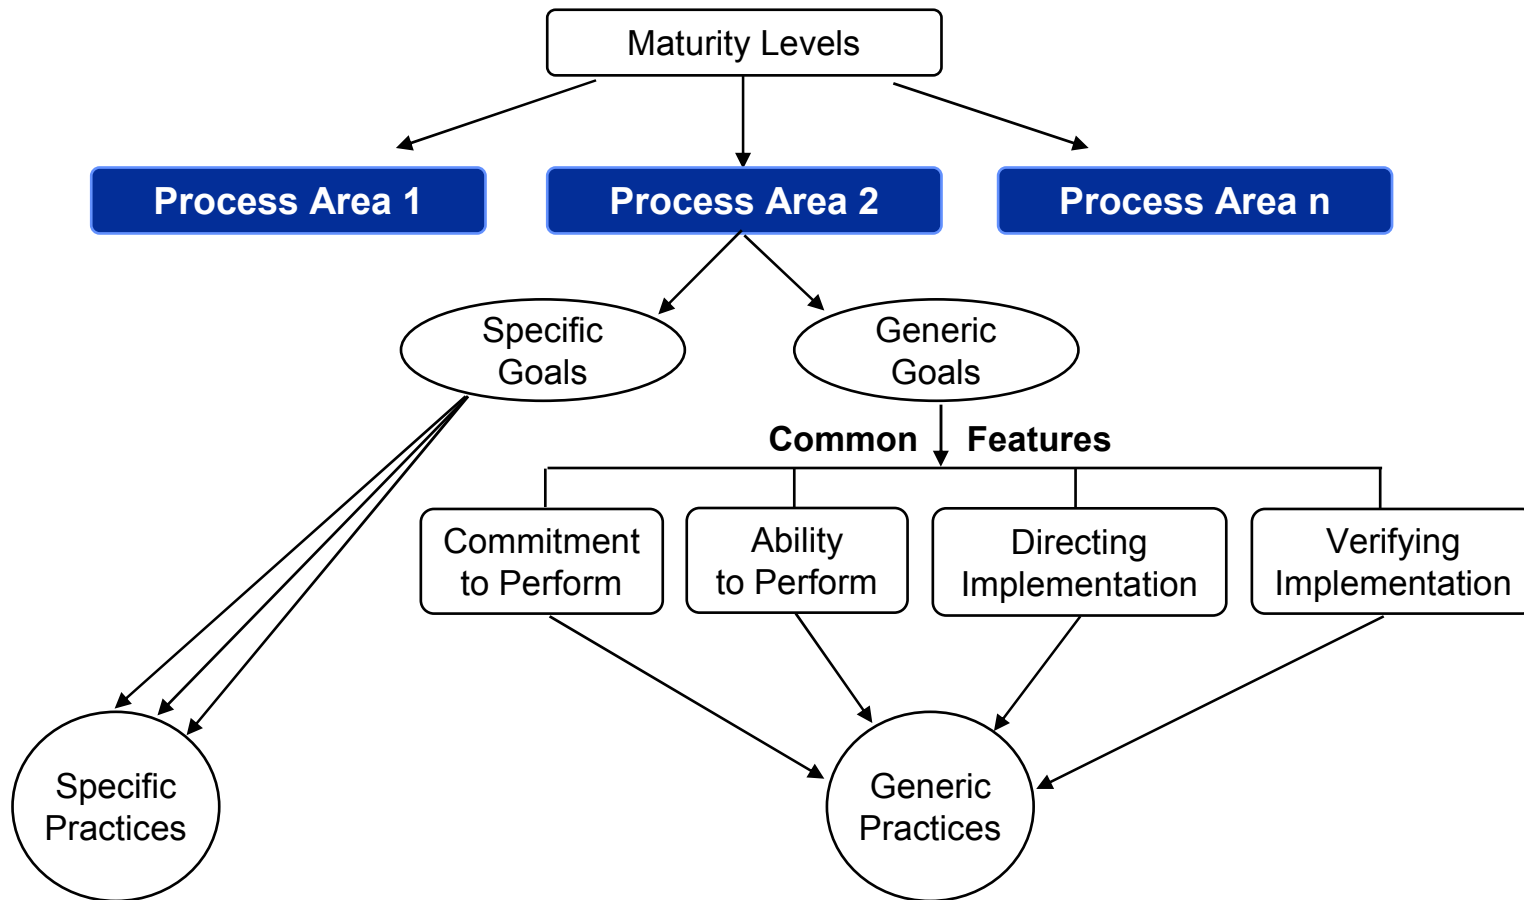 Maturity Levels
Process Area 1
Process Area 2
Process Area n
Specific
Goals
Generic
Goals
Common Features
Commitment
to Perform
Ability
to Perform
Directing
Implementation
Verifying
Implementation
Specific
Practices
Generic
Practices